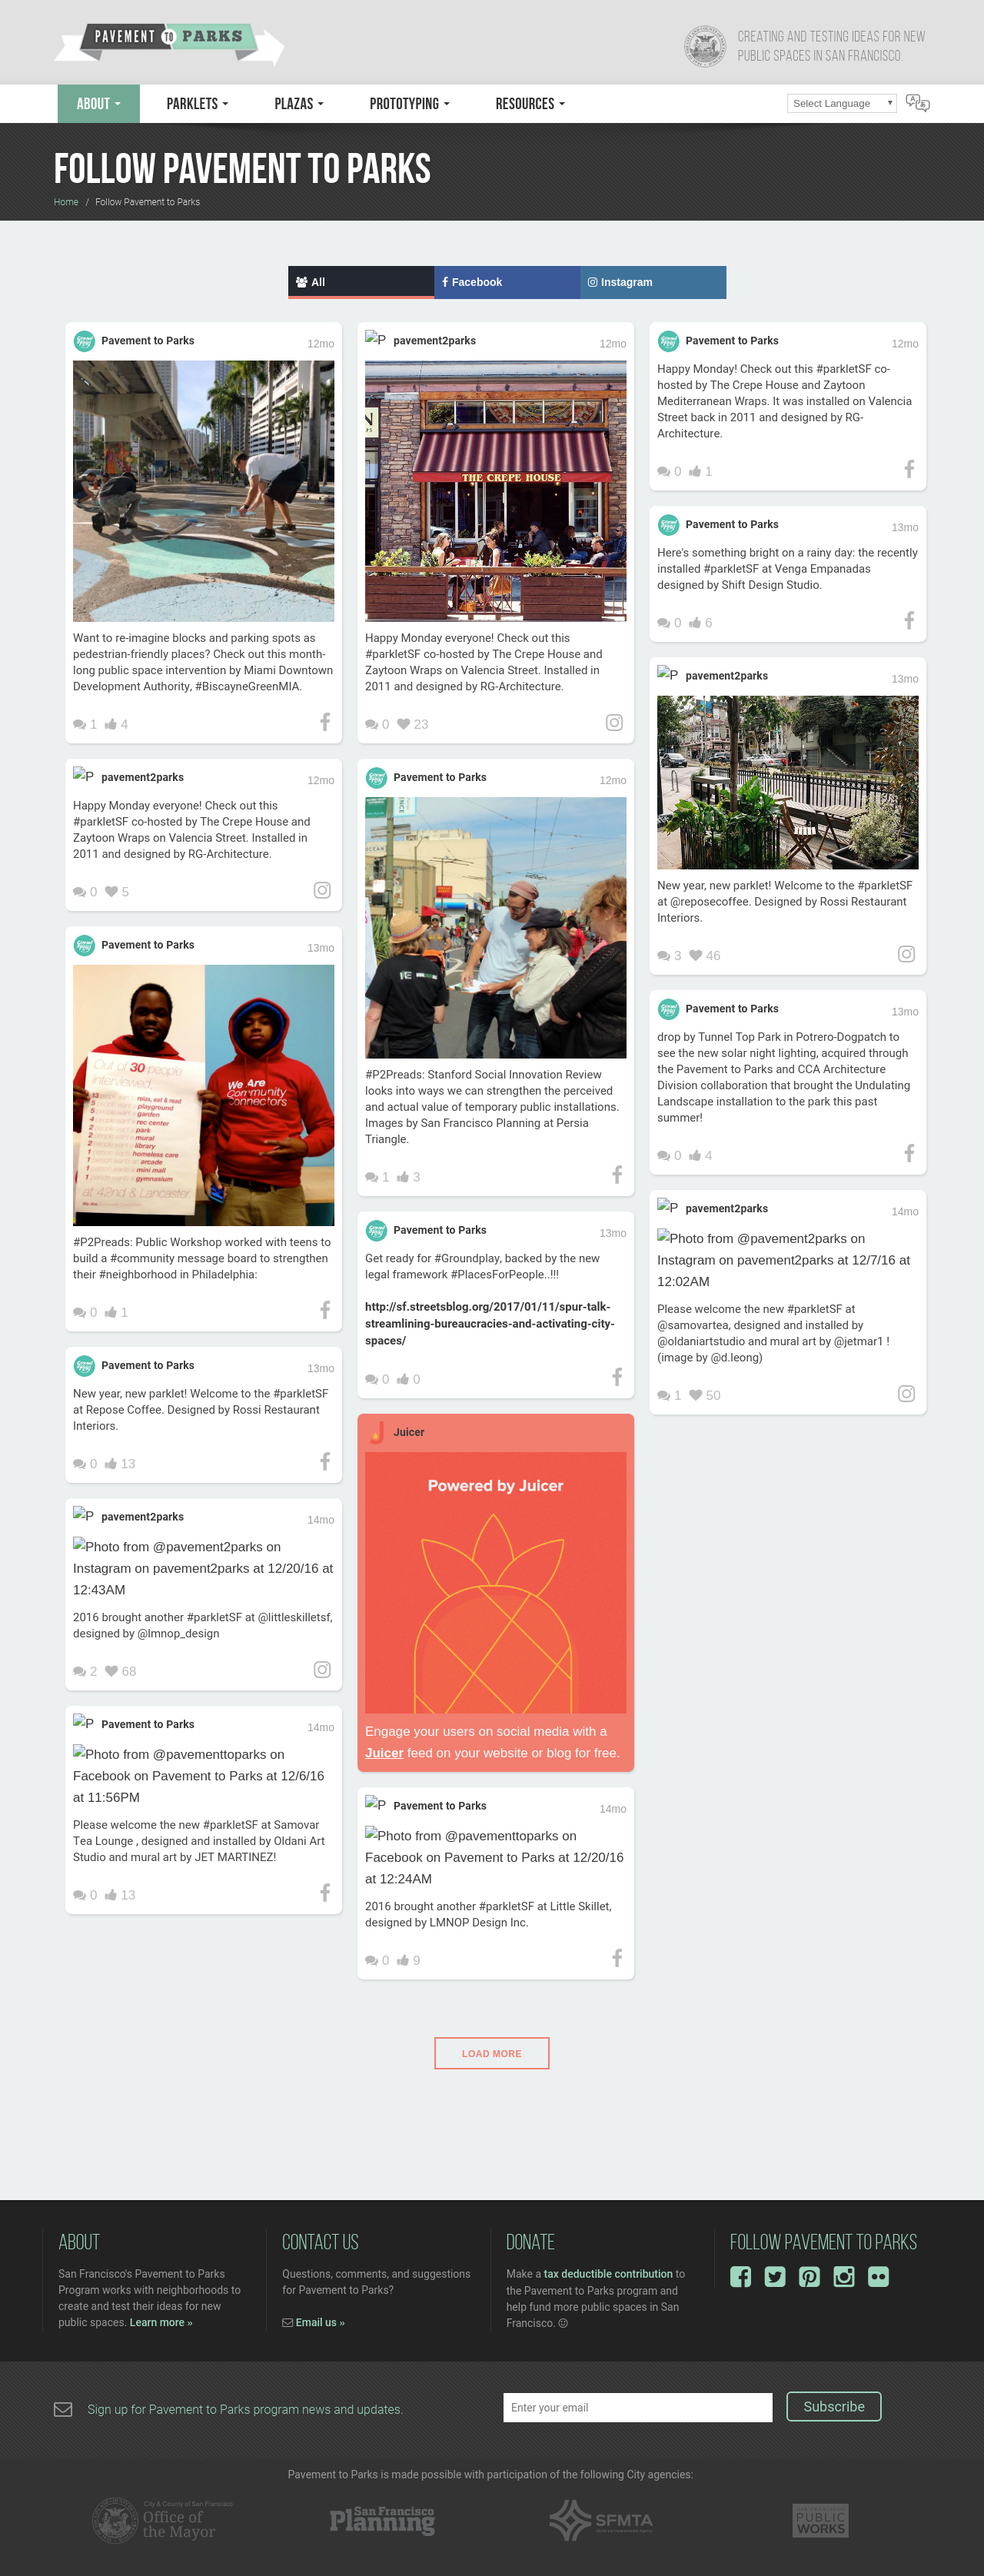 PAVEMENT TO PARKS
CREATING AND TESTING IDEAS FOR NEW
PUBLIC SPACES IN SAN FRANCISCO.
ABOUT
PARKLETS
PLAZAS
PROTOTYPING
RESOURCES
Select Language
FOLLOW PAVEMENT TO PARKS
Home / Follow Pavement to Parks
All
Facebook
Instagram
Pavement to Parks
12mo
Want to re-imagine blocks and parking spots as
pedestrian-friendly places? Check out this month-
long public space intervention by Miami Downtown
Development Authority, #BiscayneGreenMIA.
1 4
pavement2parks
12mo
Happy Monday everyone! Check out this
#parkletSF co-hosted by The Crepe House and
Zaytoon Wraps on Valencia Street. Installed in
2011 and designed by RG-Architecture.
0 5
Pavement to Parks
13mo
Out of 30 people
interviewed,
relax, eat & read
playground
garden
rec center
park
mural
library
homeless care
arcade
mini mall
gymnasium
at 42nd & Lancaster.
We Are
Community
Connectors
#P2Preads: Public Workshop worked with teens to
build a #community message board to strengthen
their #neighborhood in Philadelphia:
0 1
Pavement to Parks
13mo
New year, new parklet! Welcome to the #parkletSF
at Repose Coffee. Designed by Rossi Restaurant
Interiors.
0 13
P
pavement2parks
14mo
Photo from @pavement2parks on
Instagram on pavement2parks at 12/20/16 at
12:43AM
2016 brought another #parkletSF at @littleskilletsf,
designed by @lmnop_design
2 68
P
Pavement to Parks
14mo
Photo from @pavementtoparks on
Facebook on Pavement to Parks at 12/6/16
at 11:56PM
Please welcome the new #parkletSF at Samovar
Tea Lounge , designed and installed by Oldani Art
Studio and mural art by JET MARTINEZ!
0 13
P
pavement2parks
12mo
THE CREPE HOUSE
Happy Monday everyone! Check out this
#parkletSF co-hosted by The Crepe House and
Zaytoon Wraps on Valencia Street. Installed in
2011 and designed by RG-Architecture.
0 23
Pavement to Parks
12mo
#P2Preads: Stanford Social Innovation Review
looks into ways we can strengthen the perceived
and actual value of temporary public installations.
Images by San Francisco Planning at Persia
Triangle.
1 3
Pavement to Parks
13mo
Get ready for #Groundplay, backed by the new
legal framework #PlacesForPeople..!!!
http://sf.streetsblog.org/2017/01/11/spur-talk-
streamlining-bureaucracies-and-activating-city-
spaces/
0 0
Juicer
Powered by Juicer
Engage your users on social media with a
Juicer feed on your website or blog for free.
P
Pavement to Parks
14mo
Photo from @pavementtoparks on
Facebook on Pavement to Parks at 12/20/16
at 12:24AM
2016 brought another #parkletSF at Little Skillet,
designed by LMNOP Design Inc.
0 9
Pavement to Parks
12mo
Happy Monday! Check out this #parkletSF co-
hosted by The Crepe House and Zaytoon
Mediterranean Wraps. It was installed on Valencia
Street back in 2011 and designed by RG-
Architecture.
0 1
Pavement to Parks
13mo
Here's something bright on a rainy day: the recently
installed #parkletSF at Venga Empanadas
designed by Shift Design Studio.
0 6
P
pavement2parks
13mo
New year, new parklet! Welcome to the #parkletSF
at @reposecoffee. Designed by Rossi Restaurant
Interiors.
3 46
Pavement to Parks
13mo
drop by Tunnel Top Park in Potrero-Dogpatch to
see the new solar night lighting, acquired through
the Pavement to Parks and CCA Architecture
Division collaboration that brought the Undulating
Landscape installation to the park this past
summer!
0 4
P
pavement2parks
14mo
Photo from @pavement2parks on
Instagram on pavement2parks at 12/7/16 at
12:02AM
Please welcome the new #parkletSF at
@samovartea, designed and installed by
@oldaniartstudio and mural art by @jetmar1 !
(image by @d.leong)
1 50
LOAD MORE
ABOUT
San Francisco's Pavement to Parks
Program works with neighborhoods to
create and test their ideas for new
public spaces. Learn more »
CONTACT US
Questions, comments, and suggestions
for Pavement to Parks?
Email us »
DONATE
Make a tax deductible contribution to
the Pavement to Parks program and
help fund more public spaces in San
Francisco.
FOLLOW PAVEMENT TO PARKS
Sign up for Pavement to Parks program news and updates.
Enter your email
Subscribe
Pavement to Parks is made possible with participation of the following City agencies:
City & County of San Francisco
Office of
the Mayor
San Francisco
Planning
SFMTA
PUBLIC
WORKS